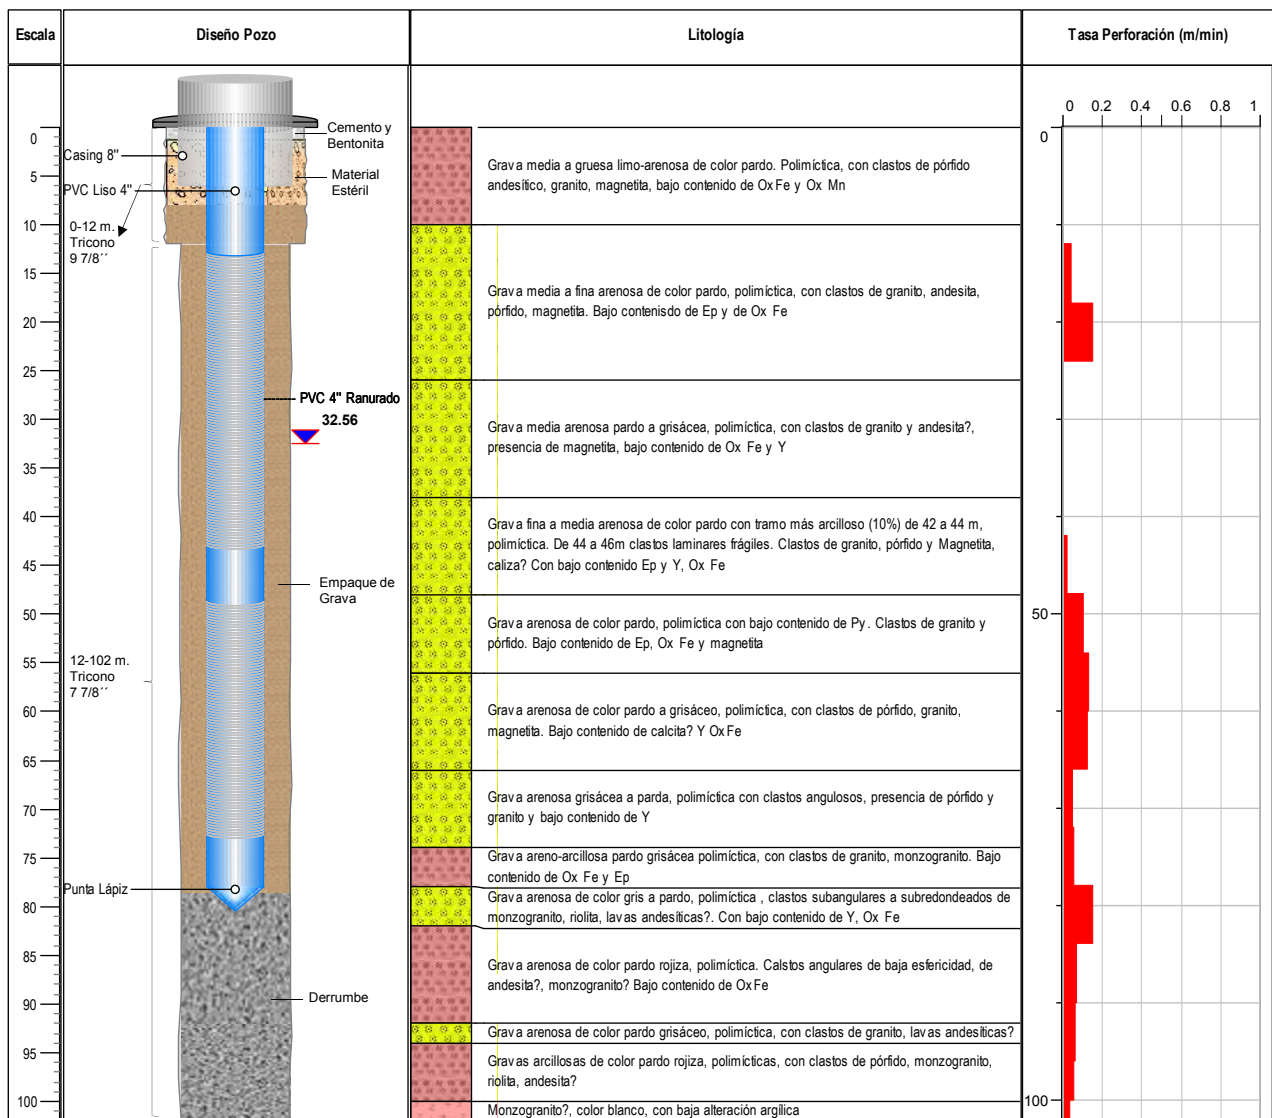 Escala
Diseño Pozo
Litología
Tasa Perforación (m/min)
0
5
10
15
20
25
30
35
40
45
50
55
60
65
70
75
80
85
90
95
100
Casing 8"
PVC Liso 4"
0-12 m.
Tricono
9 7/8´´
12-102 m.
Tricono
7 7/8´´
Punta Lápiz
Cemento y
Bentonita
Material
Estéril
PVC 4" Ranurado
32.56
Empaque de
Grava
Derrumbe
Grava media a gruesa limo-arenosa de color pardo. Polimíctica, con clastos de pórfido
andesítico, granito, magnetita, bajo contenido de OxFe y Ox Mn
Grava media a fina arenosa de color pardo, polimíctica, con clastos de granito, andesita,
pórfido, magnetita. Bajo contenisdo de Ep y de Ox Fe
Grava media arenosa pardo a grisácea, polimíctica, con clastos de granito y andesita?,
presencia de magnetita, bajo contenido de Ox Fe y Y
Grava fina a media arenosa de color pardo con tramo más arcilloso (10%) de 42 a 44 m,
polimíctica. De 44 a 46m clastos laminares frágiles. Clastos de granito, pórfido y Magnetita,
caliza? Con bajo contenido Ep y Y, Ox Fe
Grava arenosa de color pardo, polimíctica con bajo contenido de Py. Clastos de granito y
pórfido. Bajo contenido de Ep, Ox Fe y magnetita
Grava arenosa de color pardo a grisáceo, polimíctica, con clastos de pórfido, granito,
magnetita. Bajo contenido de calcita? Y OxFe
Grava arenosa grisácea a parda, polimíctica con clastos angulosos, presencia de pórfido y
granito y bajo contenido de Y
Grava areno-arcillosa pardo grisácea polimíctica, con clastos de granito, monzogranito. Bajo
contenido de Ox Fe y Ep
Grava arenosa de color gris a pardo, polimíctica , clastos subangulares a subredondeados de
monzogranito, riolita, lavas andesíticas?. Con bajo contenido de Y, Ox Fe
Grava arenosa de color pardo rojiza, polimíctica. Calstos angulares de baja esfericidad, de
andesita?, monzogranito? Bajo contenido de OxFe
Grava arenosa de color pardo grisáceo, polimíctica, con clastos de granito, lavas andesíticas?
Gravas arcillosas de color pardo rojiza, polimícticas, con clastos de pórfido, monzogranito,
riolita, andesita?
Monzogranito?, color blanco, con baja alteración argílica
0 0.2 0.4 0.6 0.8 1
0
50
100